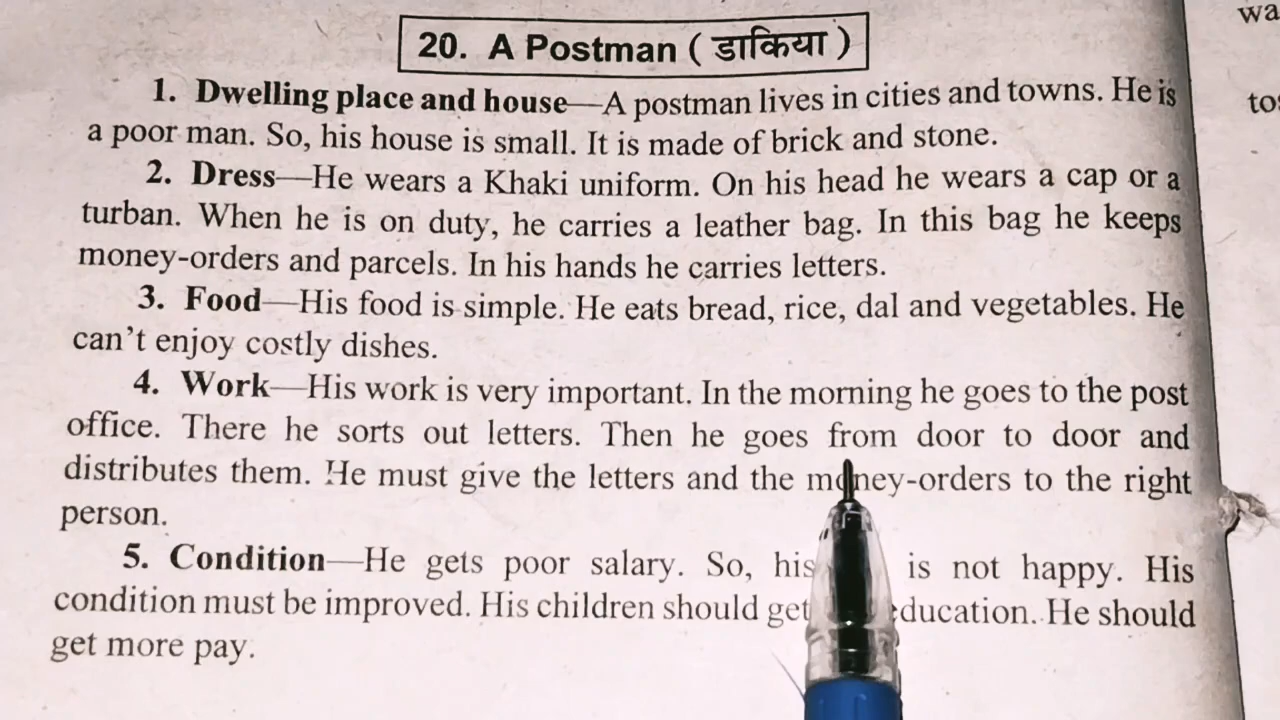 20. A Postman ( डाकिया )
1. Dwelling place and house—A postman lives in cities and towns. He is
a poor man. So, his house is small. It is made of brick and stone.
2. Dress—He wears a Khaki uniform. On his head he wears a cap or a
turban. When he is on duty, he carries a leather bag. In this bag he keeps
money-orders and parcels. In his hands he carries letters.
3. Food—His food is simple. He eats bread, rice, dal and vegetables. He
can't enjoy costly dishes.
4. Work—His work is very important. In the morning he goes to the post
office. There he sorts out letters. Then he goes from door to door and
distributes them. He must give the letters and the money-orders to the right
person.
5. Condition—He gets poor salary. So, his is not happy. His
condition must be improved. His children should get education. He should
get more pay.
wa
to